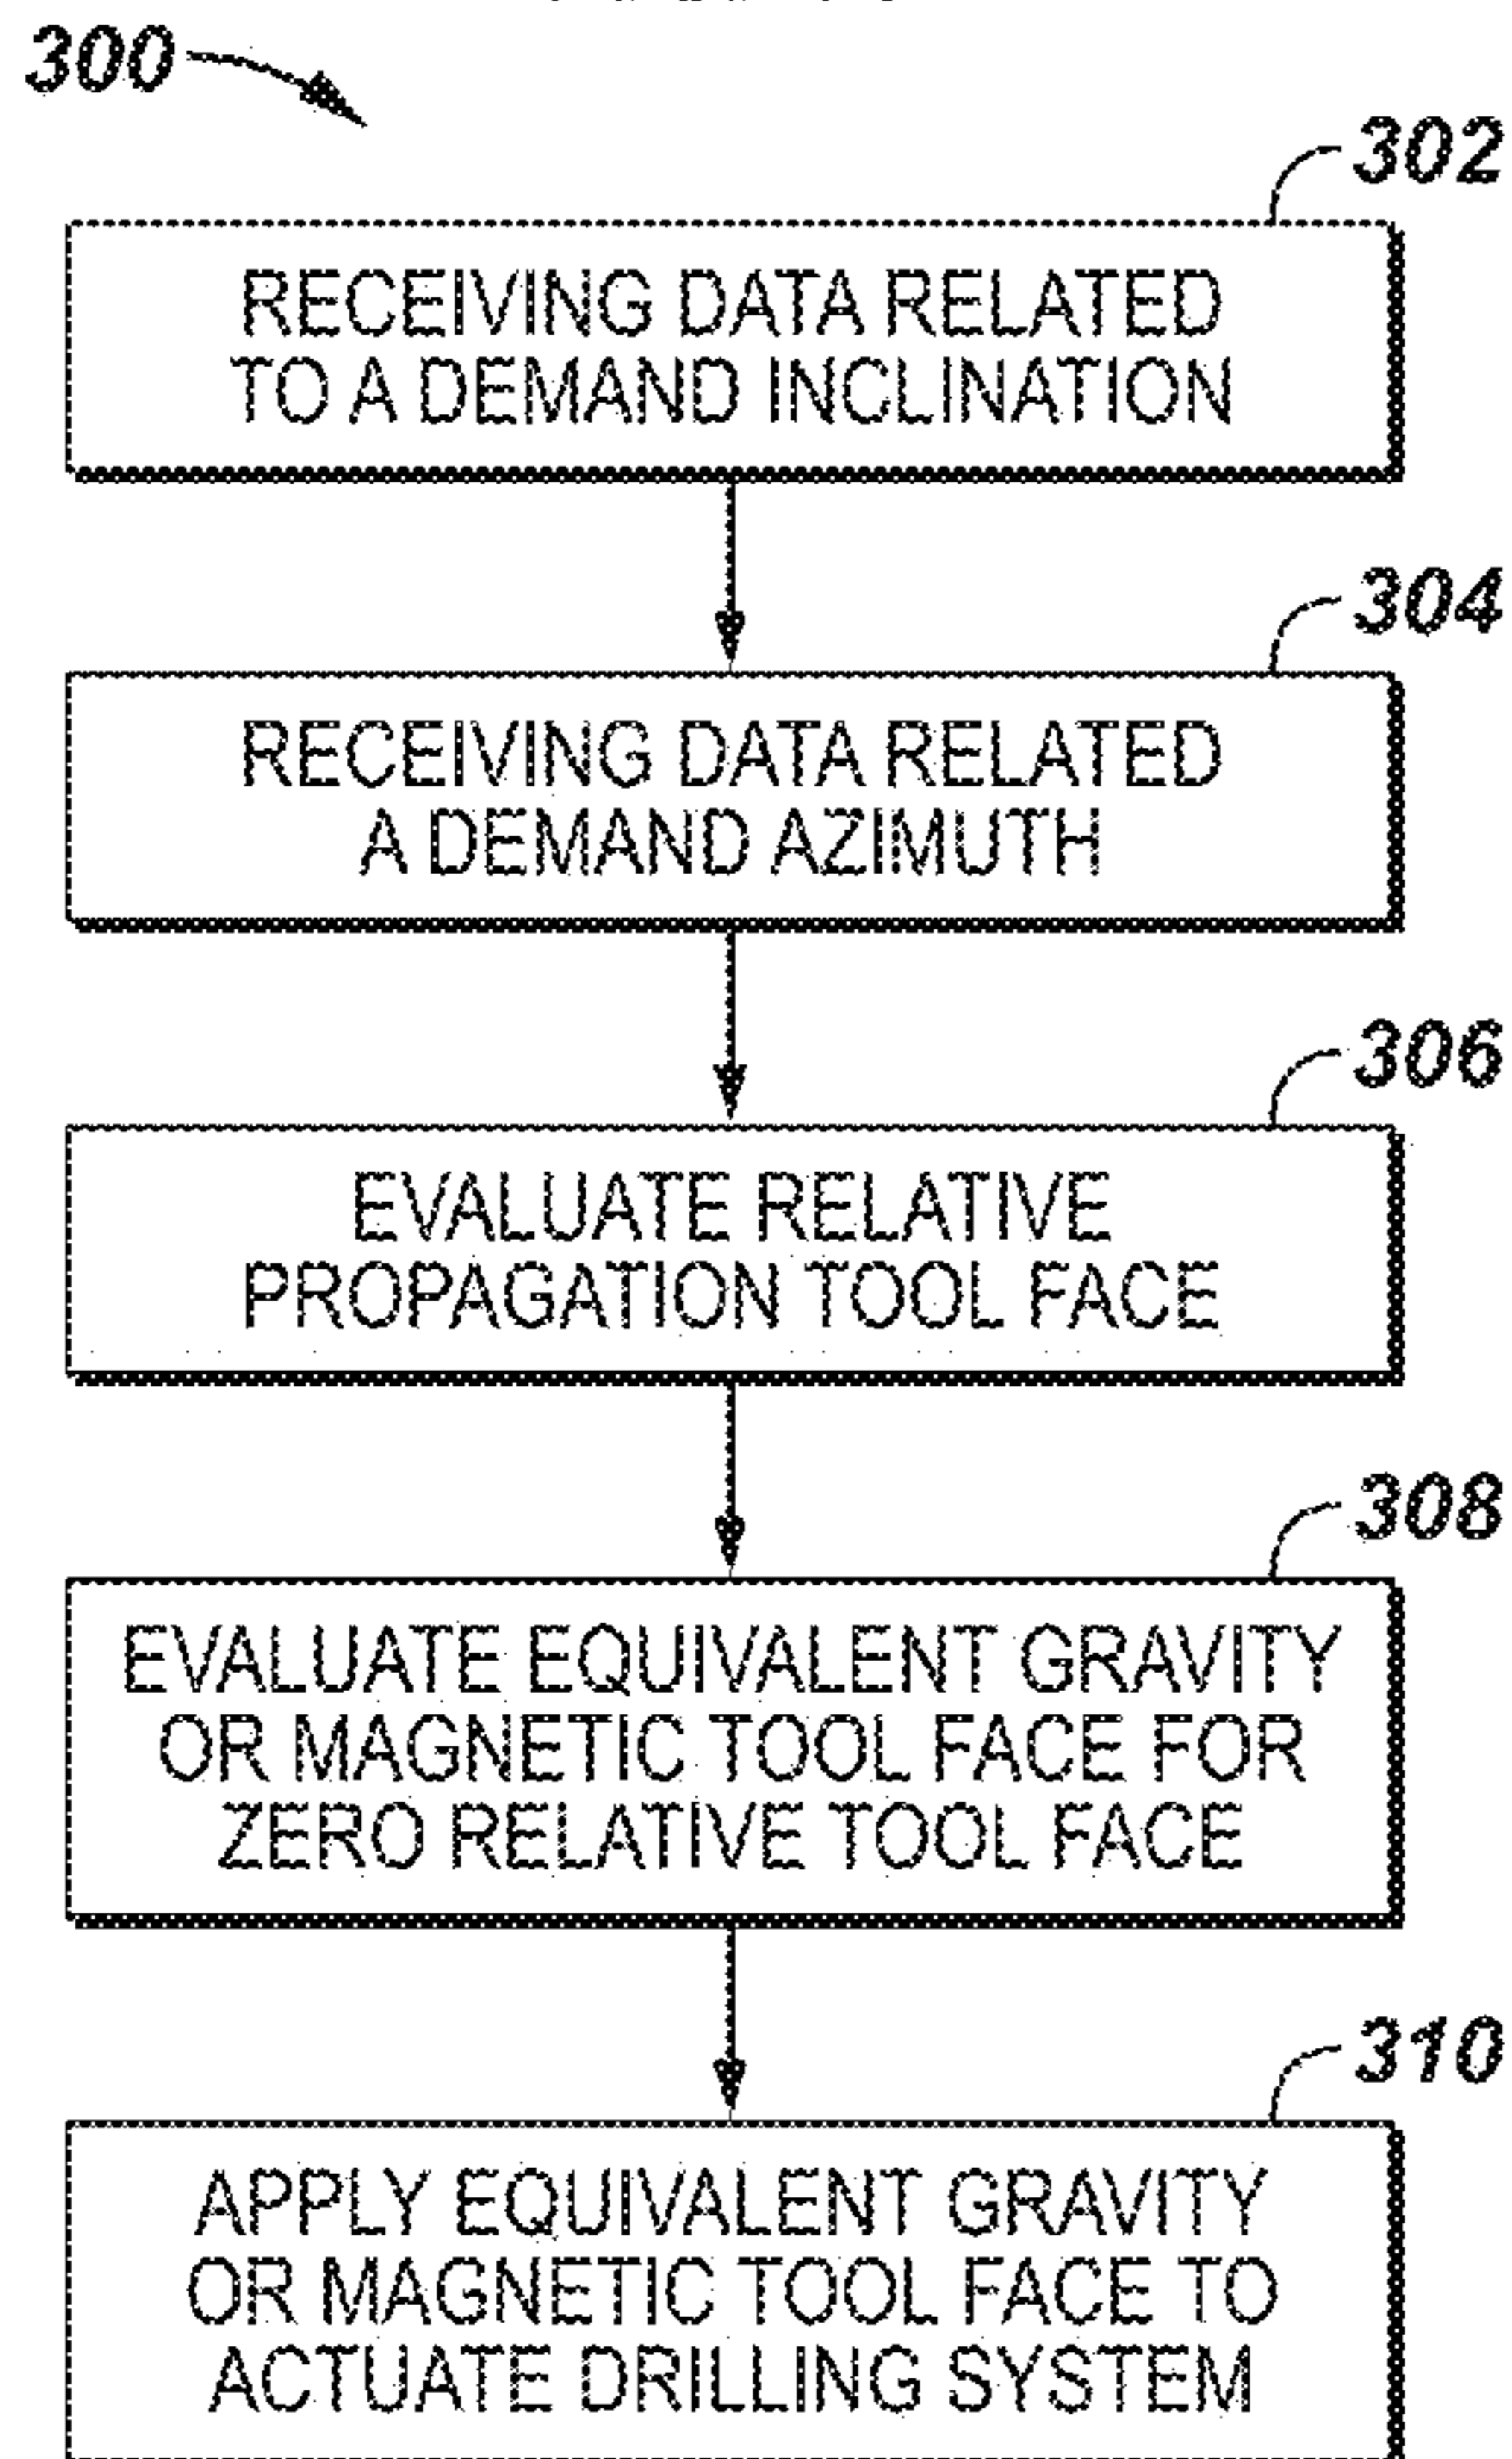 300
302
RECEIVING DATA RELATED
TO A DEMAND INCLINATION
304
RECEIVING DATA RELATED
A DEMAND AZIMUTH
306
EVALUATE RELATIVE
PROPAGATION TOOL FACE
308
EVALUATE EQUIVALENT GRAVITY
OR MAGNETIC TOOL FACE FOR
ZERO RELATIVE TOOL FACE
310
APPLY EQUIVALENT GRAVITY
OR MAGNETIC TOOL FACE TO
ACTUATE DRILLING SYSTEM